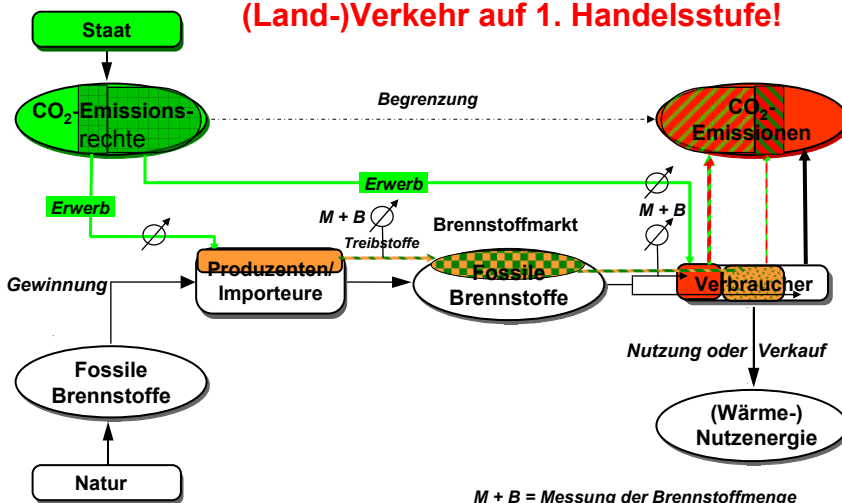 (Land-)Verkehr auf 1. Handelsstufe!
Staat
CO2-Emissions-
rechte
Begrenzung
CO2-
Emissionen
Erwerb
Erwerb
M + B
Treibstoffe
Brennstoffmarkt
M + B
Gewinnung
Produzenten/
Importeure
Fossile
Brennstoffe
Verbraucher
Fossile
Brennstoffe
Nutzung oder Verkauf
(Wärme-)
Nutzenergie
Natur
M + B = Messung der Brennstoffmenge